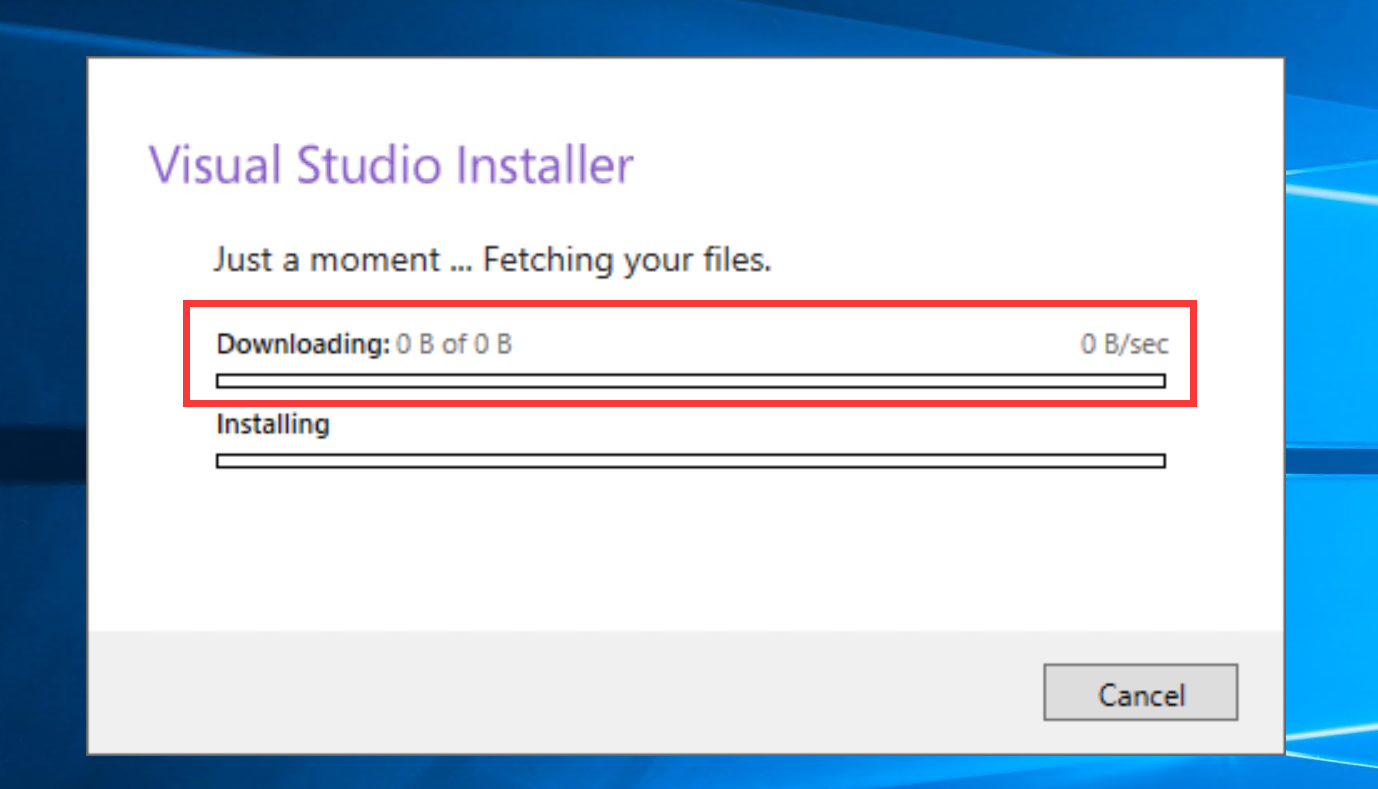 Visual Studio Installer
Just a moment ... Fetching your files.
Downloading: 0 B of 0 B 0 B/sec
Installing
Cancel